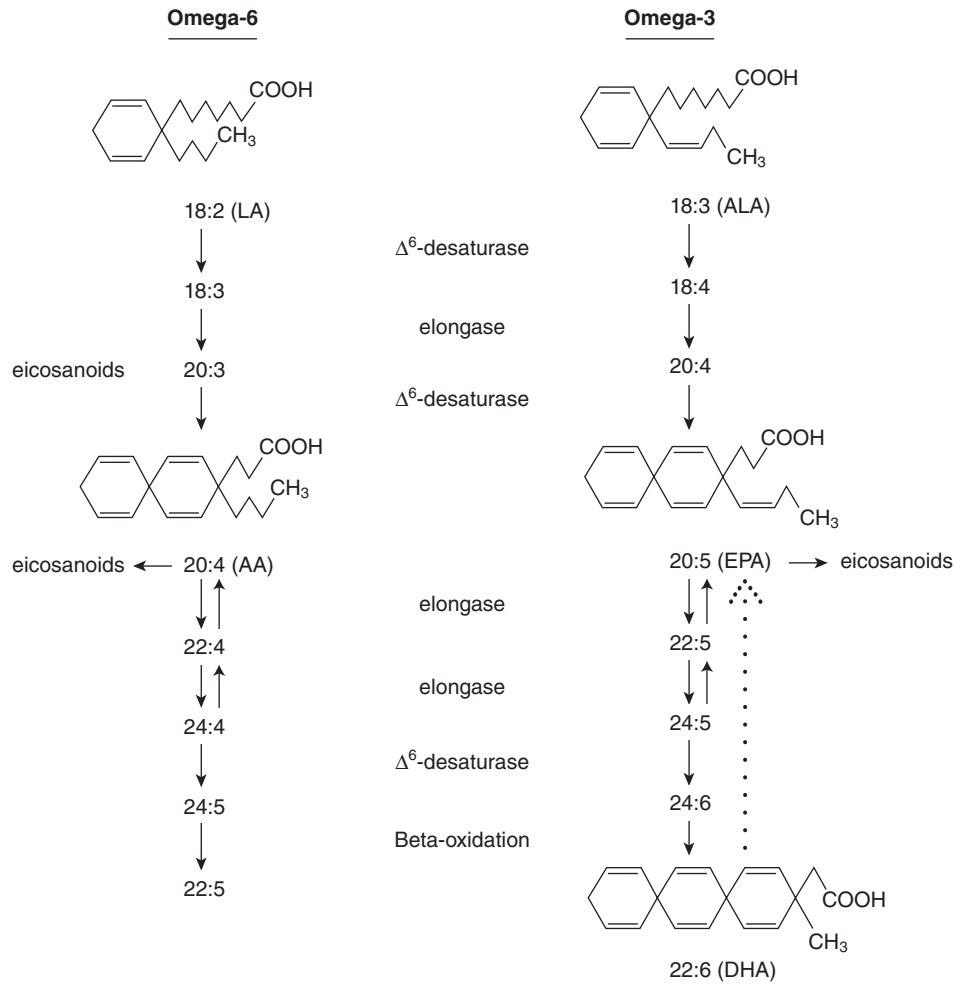 Omega-6
Omega-3
COOH
CH₃
COOH
CH₃
18:2 (LA)
18:3 (ALA)
Δ⁶-desaturase
18:3
18:4
elongase
eicosanoids
20:3
20:4
Δ⁶-desaturase
COOH
CH₃
COOH
CH₃
eicosanoids
20:4 (AA)
20:5 (EPA)
eicosanoids
elongase
22:4
22:5
elongase
24:4
24:5
Δ⁶-desaturase
24:5
24:6
Beta-oxidation
22:5
COOH
CH₃
22:6 (DHA)